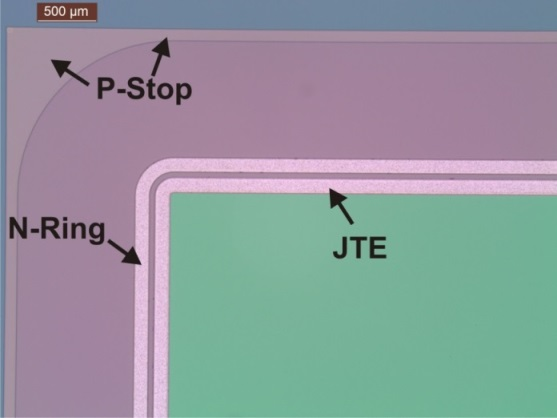 500 µm
P-Stop
N-Ring
JTE